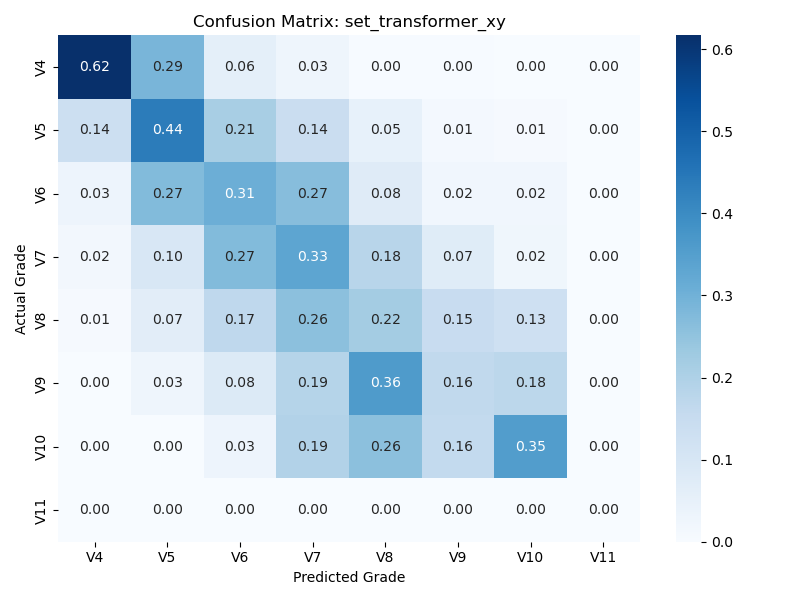 Confusion Matrix: set_transformer_xy
V4 0.62 0.29 0.06 0.03 0.00 0.00 0.00 0.00
V5 0.14 0.44 0.21 0.14 0.05 0.01 0.01 0.00
V6 0.03 0.27 0.31 0.27 0.08 0.02 0.02 0.00
V7 0.02 0.10 0.27 0.33 0.18 0.07 0.02 0.00
V8 0.01 0.07 0.17 0.26 0.22 0.15 0.13 0.00
V9 0.00 0.03 0.08 0.19 0.36 0.16 0.18 0.00
V10 0.00 0.00 0.03 0.19 0.26 0.16 0.35 0.00
V11 0.00 0.00 0.00 0.00 0.00 0.00 0.00 0.00
V4 V5 V6 V7 V8 V9 V10 V11
Predicted Grade
Actual Grade
0.6
0.5
0.4
0.3
0.2
0.1
0.0